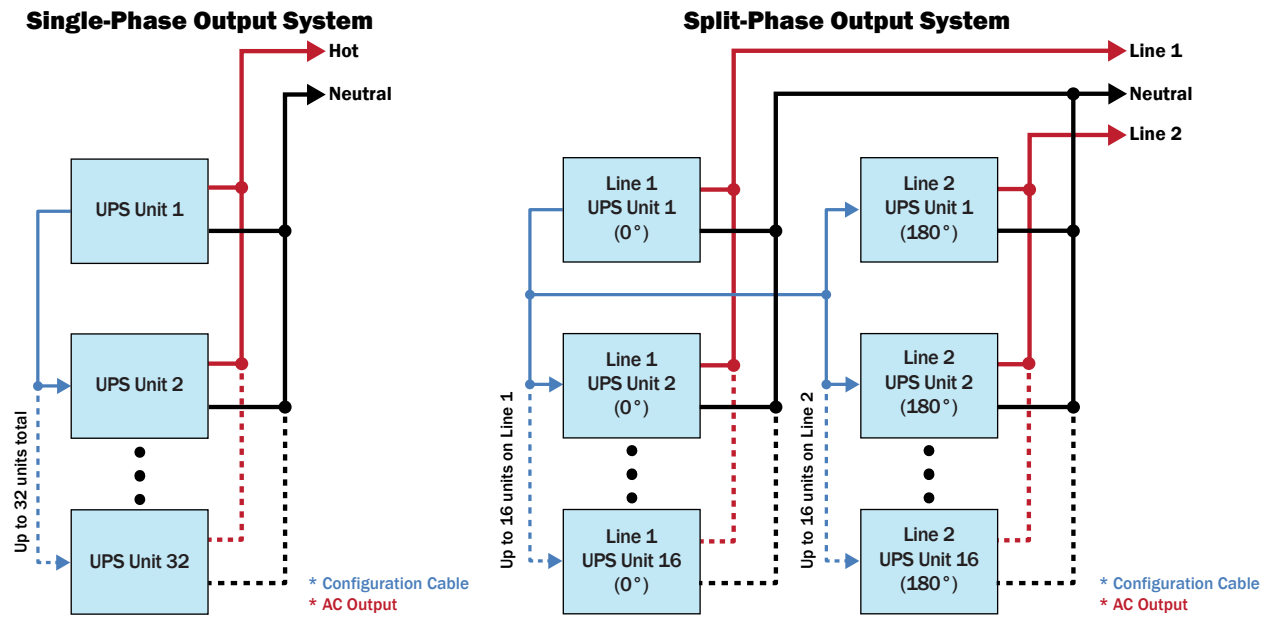 Single-Phase Output System
Hot
Neutral
UPS Unit 1
UPS Unit 2
Up to 32 units total
UPS Unit 32
* Configuration Cable
* AC Output
Split-Phase Output System
Line 1
Neutral
Line 2
Line 1
UPS Unit 1
(0°)
Line 2
UPS Unit 1
(180°)
Line 1
UPS Unit 2
(0°)
Line 2
UPS Unit 2
(180°)
Up to 16 units on Line 1
Up to 16 units on Line 2
Line 1
UPS Unit 16
(0°)
Line 2
UPS Unit 16
(180°)
* Configuration Cable
* AC Output